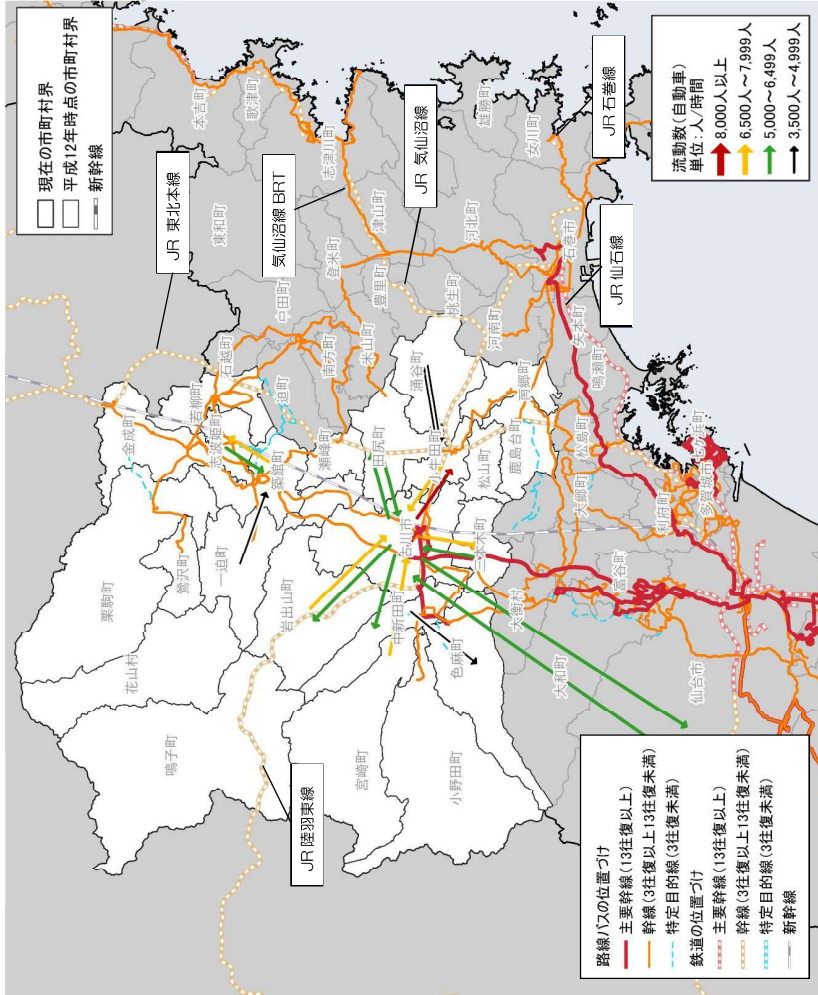 現在の市町村界
平成12年時点の市町村界
新幹線
JR 東北本線
気仙沼線 BRT
JR 気仙沼線
JR 石巻線
JR 仙石線
JR 陸羽東線
流動数(自動車)
単位:人/時間
8,000人以上
6,500人～7,999人
5,000～6,499人
3,500人～4,999人
本吉町
歌津町
志津川町
雄勝町
女川町
東和町
津山町
河北町
石巻市
登米町
豊里町
中田町
桃生町
河南町
矢本町
石越町
南方町
米山町
涌谷町
鳴瀬町
金成町
若柳町
迫町
南郷町
志波姫町
瀬峰町
田尻町
小牛田町
鹿島台町
松島町
七ヶ浜町
築館町
松山町
大郷町
利府町
多賀城市
栗駒町
鶯沢町
一迫町
古川市
三本木町
富谷町
岩出山町
中新田町
大衡村
花山村
色麻町
大和町
仙台市
鳴子町
宮崎町
小野田町
路線バスの位置づけ
主要幹線(13往復以上)
幹線(3往復以上13往復未満)
特定目的線(3往復未満)
鉄道の位置づけ
主要幹線(13往復以上)
幹線(3往復以上13往復未満)
特定目的線(3往復未満)
新幹線